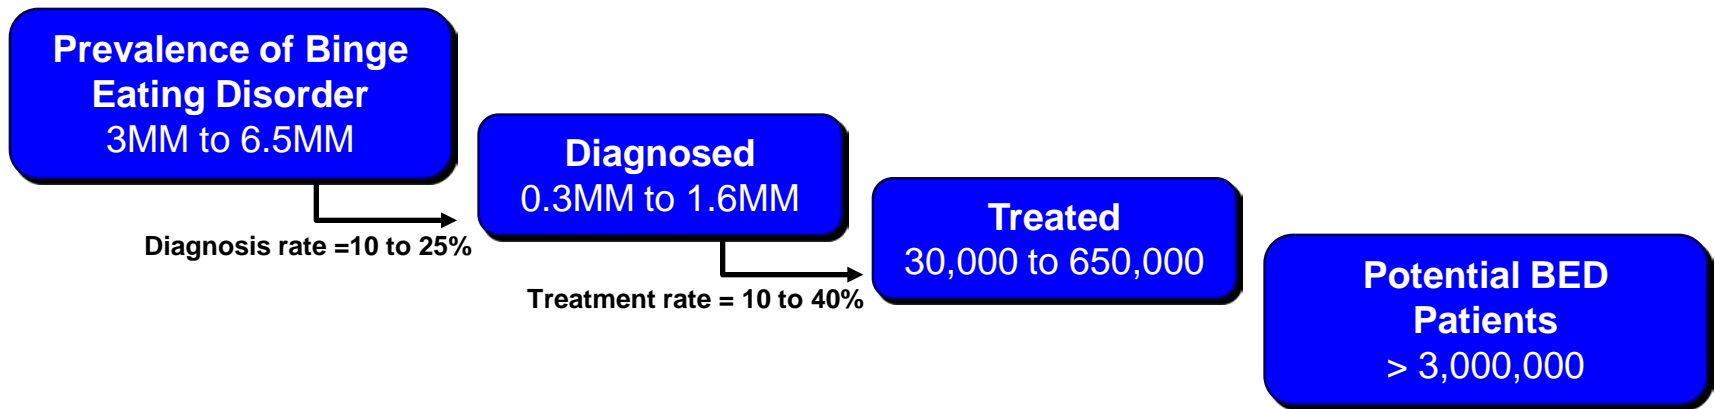 Prevalence of Binge
Eating Disorder
3MM to 6.5MM
Diagnosis rate =10 to 25%
Diagnosed
0.3MM to 1.6MM
Treatment rate = 10 to 40%
Treated
30,000 to 650,000
Potential BED
Patients
> 3,000,000